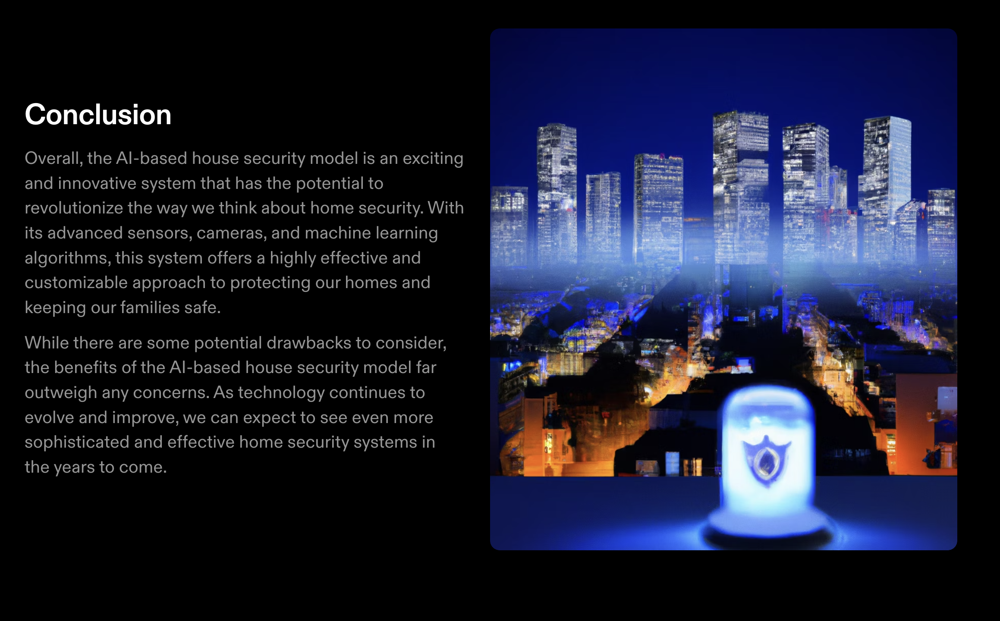 Conclusion
Overall, the AI-based house security model is an exciting
and innovative system that has the potential to
revolutionize the way we think about home security. With
its advanced sensors, cameras, and machine learning
algorithms, this system offers a highly effective and
customizable approach to protecting our homes and
keeping our families safe.
While there are some potential drawbacks to consider,
the benefits of the AI-based house security model far
outweigh any concerns. As technology continues to
evolve and improve, we can expect to see even more
sophisticated and effective home security systems in
the years to come.